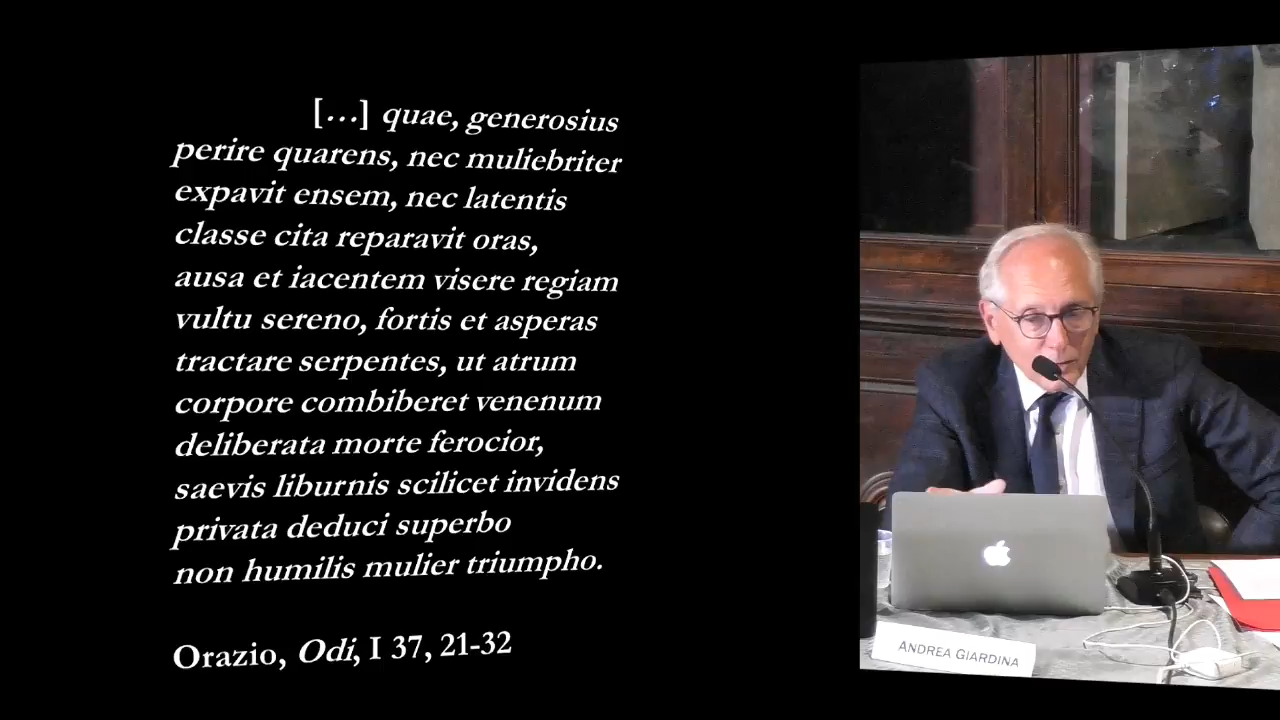 […] quae, generosius
perire quarens, nec muliebriter
expavit ensem, nec latentis
classe cita reparavit oras,
ausa et iacentem visere regiam
vultu sereno, fortis et asperas
tractare serpentes, ut atrum
corpore combiberet venenum
deliberata morte ferocior,
saevis liburnis scilicet invidens
privata deduci superbo
non humilis mulier triumpho.
Orazio, Odi, I 37, 21-32
ANDREA GIARDINA